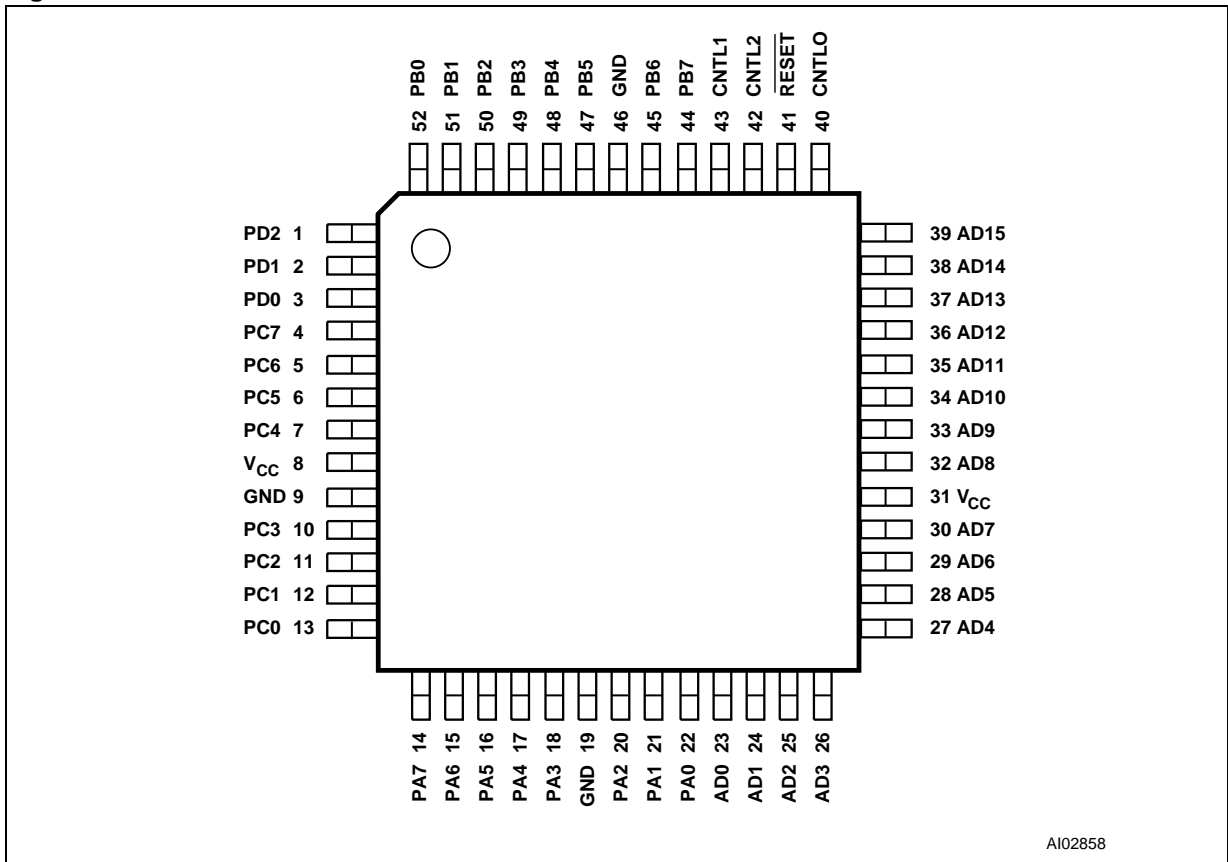 52 PB0
51 PB1
50 PB2
49 PB3
48 PB4
47 PB5
46 GND
45 PB6
44 PB7
43 CNTL1
42 CNTL2
41 RESET
40 CNTLO
PD2 1
PD1 2
PD0 3
PC7 4
PC6 5
PC5 6
PC4 7
VCC 8
GND 9
PC3 10
PC2 11
PC1 12
PC0 13
39 AD15
38 AD14
37 AD13
36 AD12
35 AD11
34 AD10
33 AD9
32 AD8
31 VCC
30 AD7
29 AD6
28 AD5
27 AD4
PA7 14
PA6 15
PA5 16
PA4 17
PA3 18
GND 19
PA2 20
PA1 21
PA0 22
AD0 23
AD1 24
AD2 25
AD3 26
AI02858